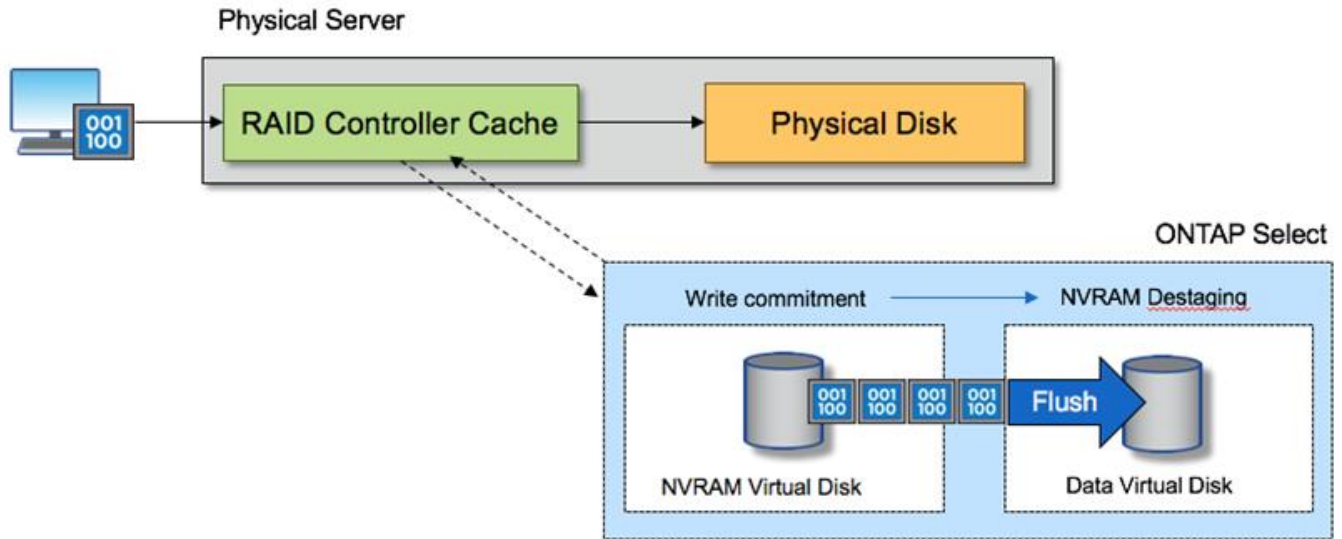 Physical Server
001
100
RAID Controller Cache
Physical Disk
ONTAP Select
Write commitment
NVRAM Destaging
001
100
001
100
001
100
001
100
Flush
NVRAM Virtual Disk
Data Virtual Disk